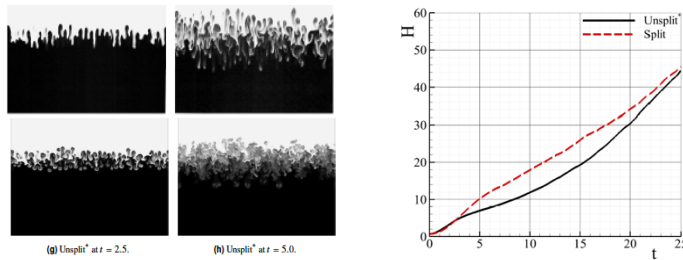 (g) Unsplit* at t = 2.5.
(h) Unsplit* at t = 5.0.
H
60
50
40
30
20
10
0
0
5
10
15
20
25
t
Unsplit*
Split